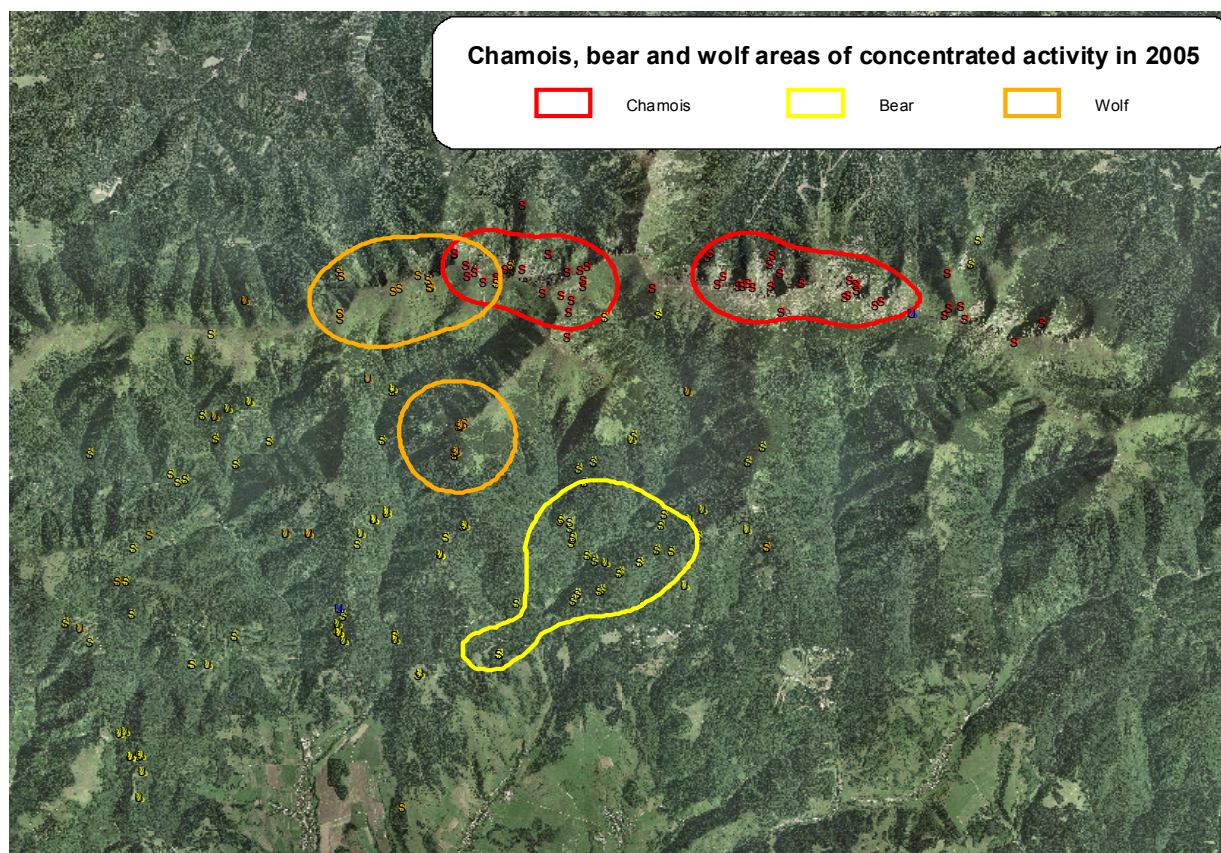 Chamois, bear and wolf areas of concentrated activity in 2005
Chamois Bear Wolf